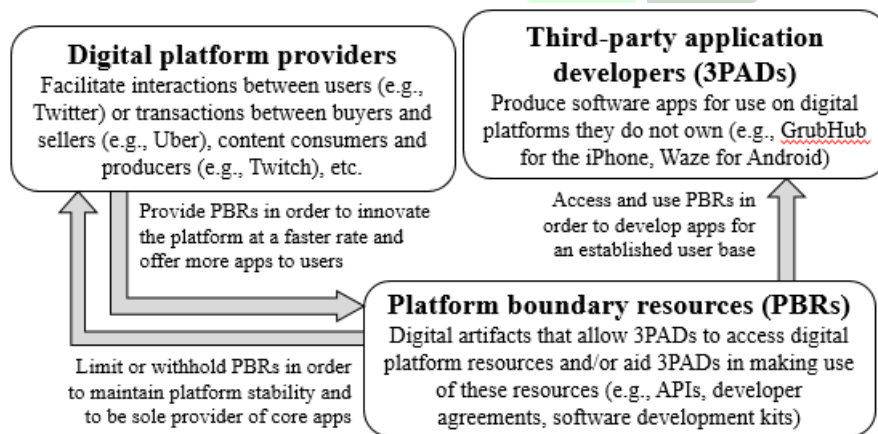 Digital platform providers
Facilitate interactions between users (e.g.,
Twitter) or transactions between buyers and
sellers (e.g., Uber), content consumers and
producers (e.g., Twitch), etc.
Third-party application
developers (3PADs)
Produce software apps for use on digital
platforms they do not own (e.g., GrubHub
for the iPhone, Waze for Android)
Provide PBRs in order to innovate
the platform at a faster rate and
offer more apps to users
Access and use PBRs in
order to develop apps for
an established user base
Platform boundary resources (PBRs)
Digital artifacts that allow 3PADs to access digital
platform resources and/or aid 3PADs in making use
of these resources (e.g., APIs, developer
agreements, software development kits)
Limit or withhold PBRs in order
to maintain platform stability and
to be sole provider of core apps